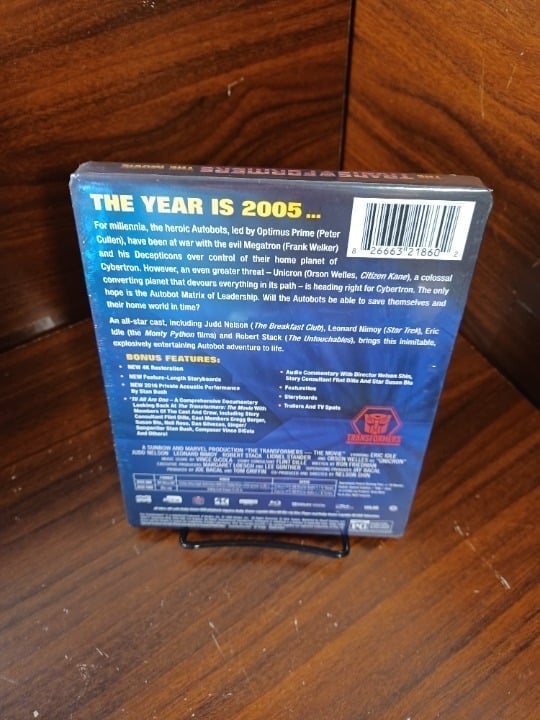 THE TRANSFORMERS THE MOVIE
THE YEAR IS 2005...
For millennia, the heroic Autobots, led by Optimus Prime (Peter
Cullen), have been at war with the evil Megatron (Frank Welker)
and his Decepticons over control of their home planet of
Cybertron. However, an even greater threat – Unicron (Orson Welles, Citizen Kane), a colossal
converting planet that devours everything in its path – is heading right for Cybertron. The only
hope is the Autobot Matrix of Leadership. Will the Autobots be able to save themselves and
their home world in time?
8 26663 21860 2
An all-star cast, including Judd Nelson (The Breakfast Club), Leonard Nimoy (Star Trek), Eric
Idle (the Monty Python films) and Robert Stack (The Untouchables), brings this inimitable,
explosively entertaining Autobot adventure to life.
BONUS FEATURES:
• NEW 4K Restoration
• NEW Feature-Length Storyboards
• NEW 2016 Private Acoustic Performance
By Stan Bush
• 'Til All Are One – A Comprehensive Documentary
Looking Back At The Transformers: The Movie With
Members Of The Cast And Crew, Including Story
Consultant Flint Dille, Cast Members Gregg Berger,
Susan Blu, Neil Ross, Dan Gilvezan, Singer/
Songwriter Stan Bush, Composer Vince DiCola
And Others!
• Audio Commentary With Director Nelson Shin,
Story Consultant Flint Dille And Star Susan Blu
• Featurettes
• Storyboards
• Trailers And TV Spots
TRANSFORMERS
A SUNBOW AND MARVEL PRODUCTION "THE TRANSFORMERS — THE MOVIE" STARRING ERIC IDLE
JUDD NELSON LEONARD NIMOY ROBERT STACK LIONEL STANDER AND ORSON WELLES AS "UNICRON"
MUSIC SCORE BY VINCE DiCOLA STORY CONSULTANT FLINT DILLE WRITTEN BY RON FRIEDMAN
EXECUTIVE PRODUCERS MARGARET LOESCH AND LEE GUNTHER SUPERVISING PRODUCER JAY BACAL
PRODUCED BY JOE BACAL AND TOM GRIFFIN CO-PRODUCED AND DIRECTED BY NELSON SHIN
PG